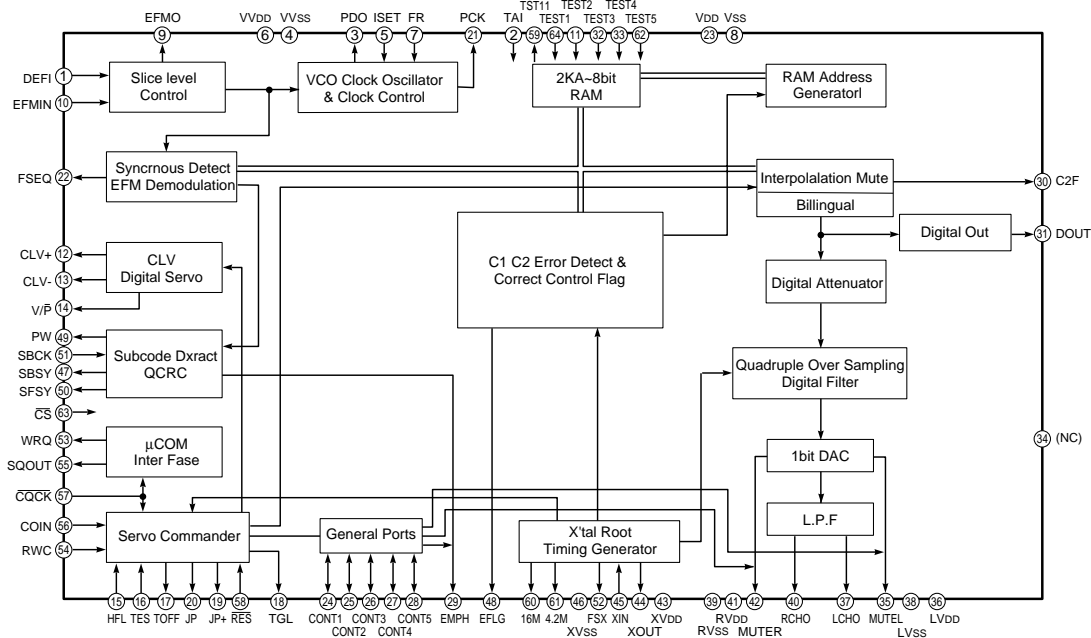 EFMO VVDD VVSS PDO ISET FR PCK TAI TST11 TEST1 TEST2 TEST3 TEST4 TEST5 VDD VSS
9 6 4 3 5 7 21 2 59 64 11 32 33 62 23 8
DEFI 1
EFMIN 10
Slice level
Control
VCO Clock Oscillator
& Clock Control
2KA~8bit
RAM
RAM Address
Generatorl
FSEQ 22
Syncrnous Detect
EFM Demodulation
Interpolalation Mute
Billingual
30 C2F
Digital Out
31 DOUT
CLV+ 12
CLV- 13
V/P̅ 14
CLV
Digital Servo
C1 C2 Error Detect &
Correct Control Flag
Digital Attenuator
PW 49
SBCK 51
SBSY 47
SFSY 50
C̅S̅ 63
Subcode Dxract
QCRC
Quadruple Over Sampling
Digital Filter
WRQ 53
SQOUT 55
C̅Q̅C̅K̅ 57
µCOM
Inter Fase
34 (NC)
1bit DAC
L.P.F
COIN 56
RWC 54
Servo Commander
General Ports
X'tal Root
Timing Generator
15 16 17 20 19 58 18 24 25 26 27 28 29 48 60 61 46 52 45 44 43 39 41 42 40 37 35 38 36
HFL TES TOFF JP JP+ R̅E̅S̅ TGL CONT1 CONT2 CONT3 CONT4 CONT5 EMPH EFLG 16M 4.2M XVSS FSX XIN XOUT XVDD RVSS RVDD MUTER RCHO LCHO MUTEL LVSS LVDD